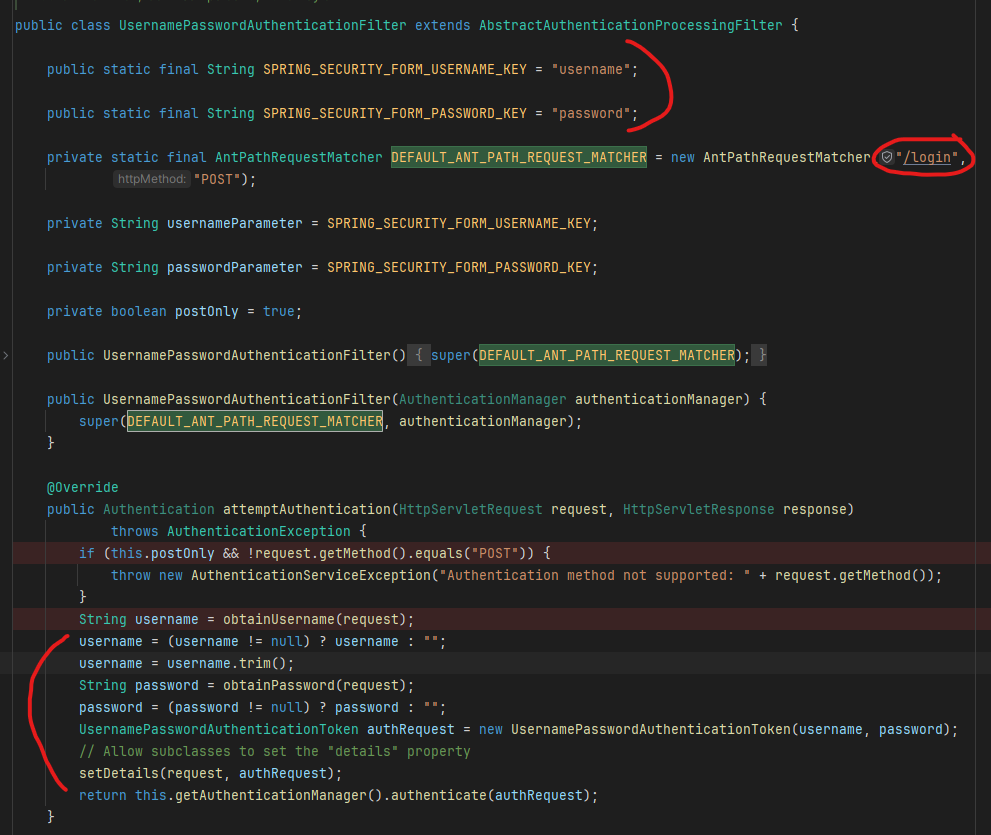 public class UsernamePasswordAuthenticationFilter extends AbstractAuthenticationProcessingFilter {
public static final String SPRING_SECURITY_FORM_USERNAME_KEY = "username";
public static final String SPRING_SECURITY_FORM_PASSWORD_KEY = "password";
private static final AntPathRequestMatcher DEFAULT_ANT_PATH_REQUEST_MATCHER = new AntPathRequestMatcher("/login",
httpMethod: "POST");
private String usernameParameter = SPRING_SECURITY_FORM_USERNAME_KEY;
private String passwordParameter = SPRING_SECURITY_FORM_PASSWORD_KEY;
private boolean postOnly = true;
public UsernamePasswordAuthenticationFilter() { super(DEFAULT_ANT_PATH_REQUEST_MATCHER); }
public UsernamePasswordAuthenticationFilter(AuthenticationManager authenticationManager) {
super(DEFAULT_ANT_PATH_REQUEST_MATCHER, authenticationManager);
}
@Override
public Authentication attemptAuthentication(HttpServletRequest request, HttpServletResponse response)
throws AuthenticationException {
if (this.postOnly && !request.getMethod().equals("POST")) {
throw new AuthenticationServiceException("Authentication method not supported: " + request.getMethod());
}
String username = obtainUsername(request);
username = (username != null) ? username : "";
username = username.trim();
String password = obtainPassword(request);
password = (password != null) ? password : "";
UsernamePasswordAuthenticationToken authRequest = new UsernamePasswordAuthenticationToken(username, password);
// Allow subclasses to set the "details" property
setDetails(request, authRequest);
return this.getAuthenticationManager().authenticate(authRequest);
}